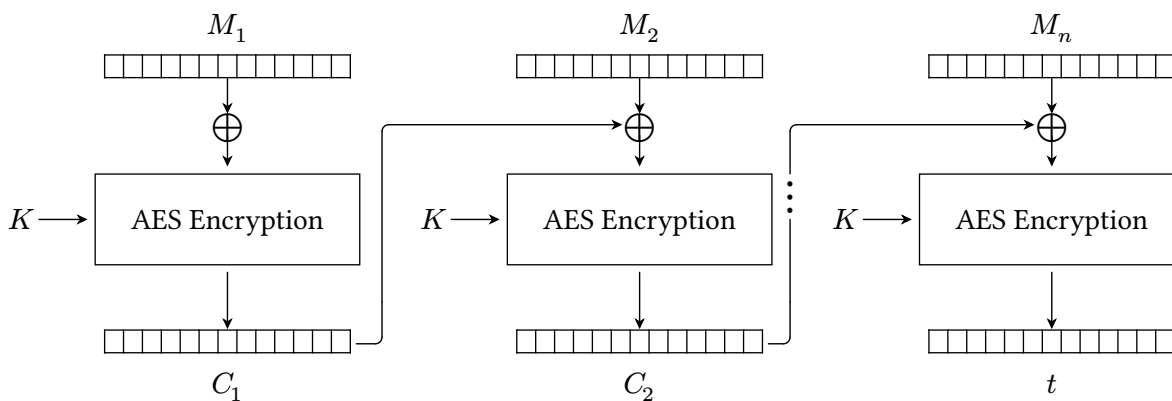 M₁ M₂ Mₙ
K AES Encryption K AES Encryption K AES Encryption
C₁ C₂ t